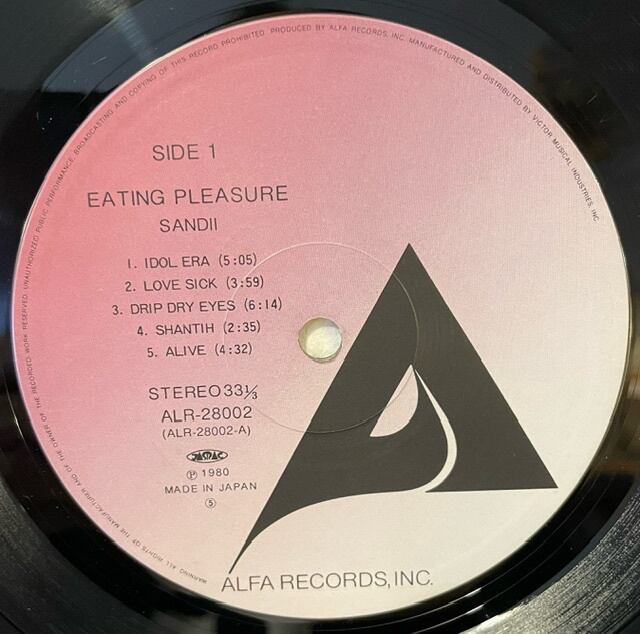 WARNING. ALL RIGHTS OF THE MANUFACTURER AND OF THE OWNER OF THE RECORDED WORK RESERVED. UNAUTHORIZED PUBLIC PERFORMANCE, BROADCASTING AND COPYING OF THIS RECORD PROHIBITED. PRODUCED BY ALFA RECORDS, INC. MANUFACTURED AND DISTRIBUTED BY VICTOR MUSICAL INDUSTRIES, INC.
SIDE 1
EATING PLEASURE
SANDII
1. IDOL ERA (5:05)
2. LOVE SICK (3:59)
3. DRIP DRY EYES (6:14)
4. SHANTIH (2:35)
5. ALIVE (4:32)
STEREO 33⅓
ALR-28002
(ALR-28002-A)
JASRAC
Ⓟ 1980
MADE IN JAPAN
⑤
ALFA RECORDS, INC.